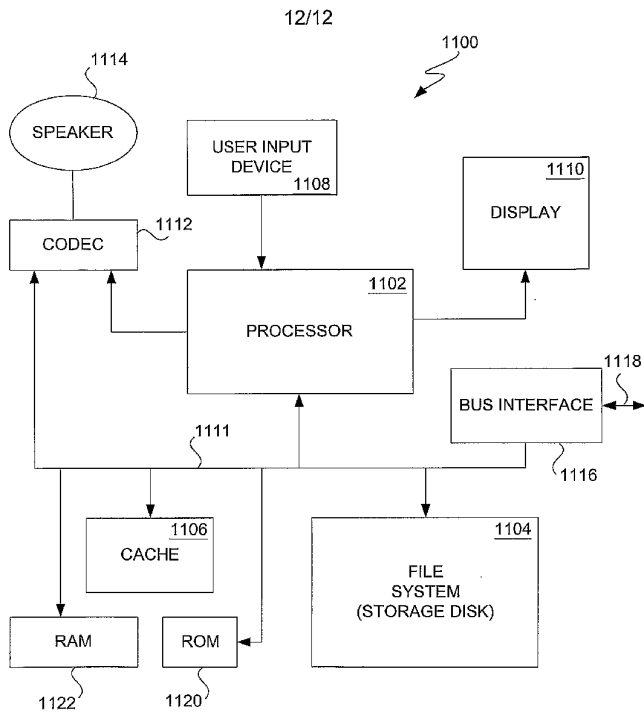 12/12
1100
1114
SPEAKER
USER INPUT
DEVICE
1108
1110
DISPLAY
1112
CODEC
1102
PROCESSOR
1118
BUS INTERFACE
1116
1111
1106
CACHE
1104
FILE
SYSTEM
(STORAGE DISK)
RAM
ROM
1122
1120